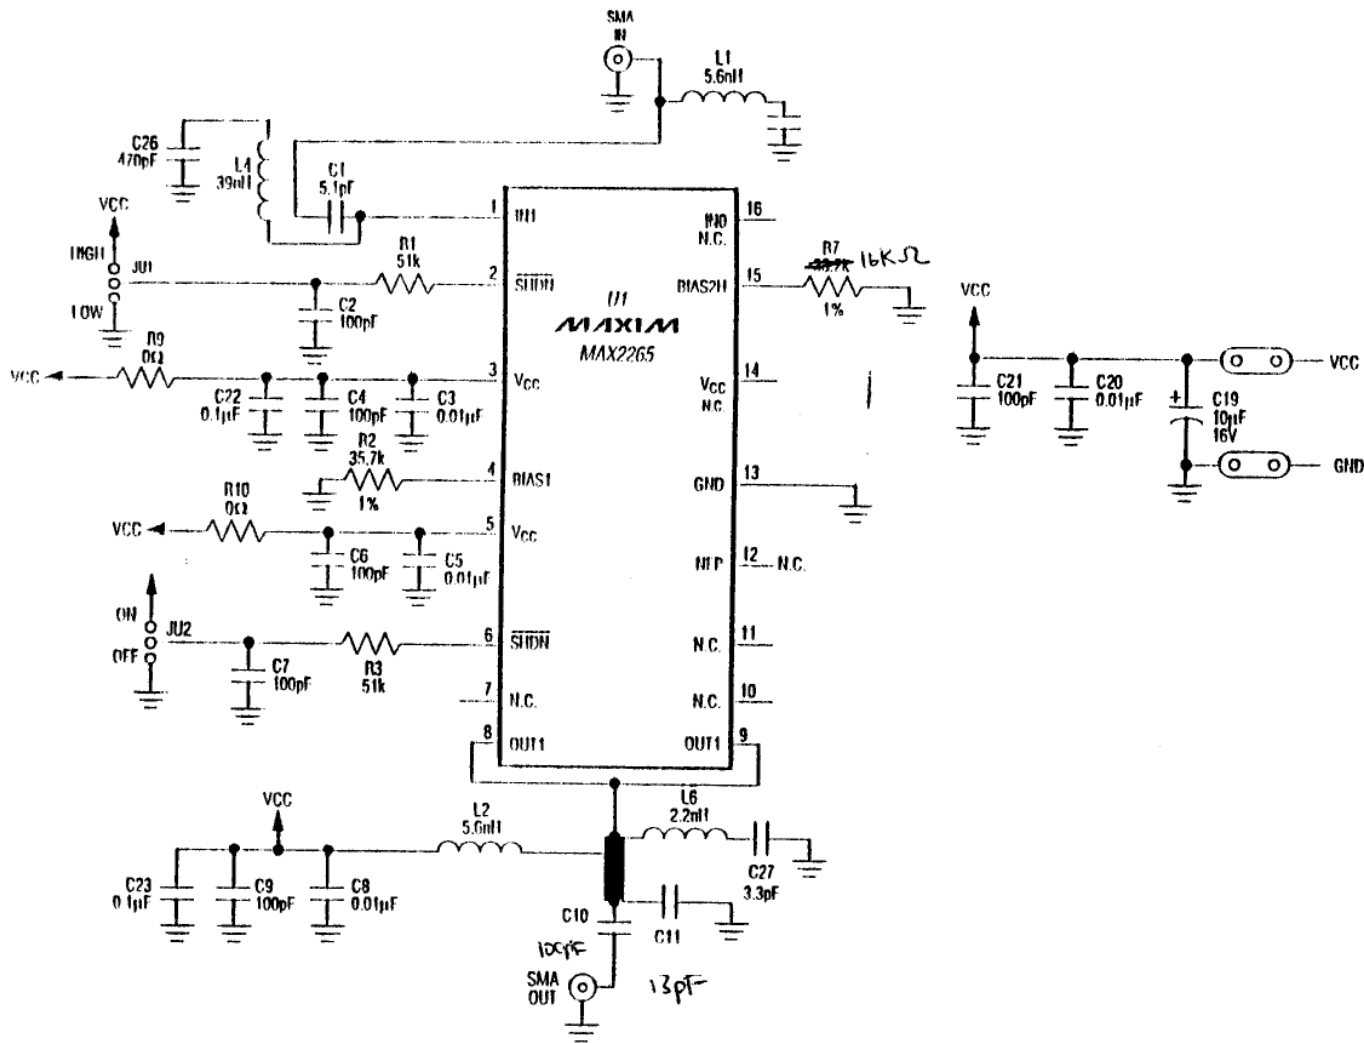 SMA
IN
L1
5.6nH
C26
470pF
L4
39nH
C1
5.1pF
VCC
HIGH
JU1
LOW
R1
51k
C2
100pF
1
IN1
2
SHDN
3
VCC
4
BIAS1
5
VCC
6
SHDN
7
N.C.
8
OUT1
U1
MAXIM
MAX2265
16
IN0
N.C.
15
BIAS2H
14
VCC
N.C.
13
GND
12
N.C.
11
N.C.
10
N.C.
9
OUT1
R7
16KΩ
1%
R9
0Ω
VCC
C22
0.1µF
C4
100pF
C3
0.01µF
R2
35.7k
1%
R10
0Ω
VCC
C6
100pF
C5
0.01µF
ON
JU2
OFF
C7
100pF
R3
51k
VCC
C21
100pF
C20
0.01µF
+
C19
10µF
16V
VCC
GND
VCC
C23
0.1µF
C9
100pF
C8
0.01µF
L2
5.6nH
L6
2.2nH
C27
3.3pF
C10
100pF
C11
13pF
SMA
OUT